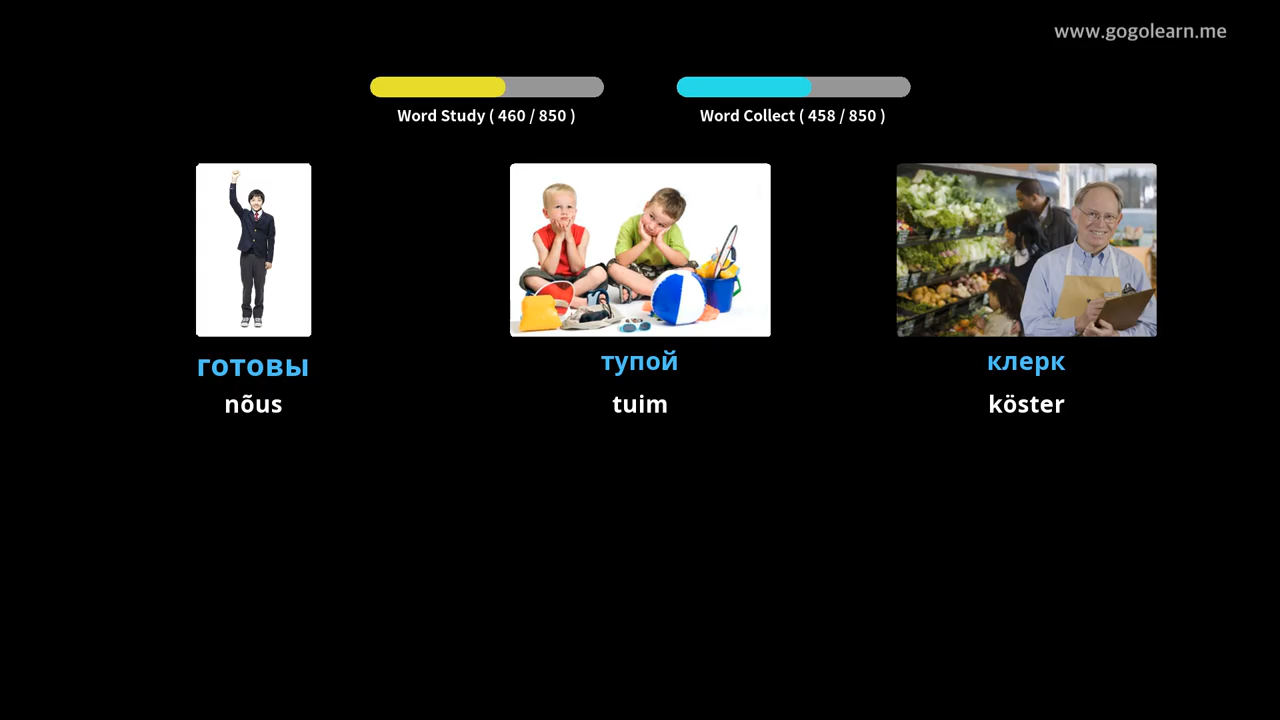 www.gogolearn.me
Word Study ( 460 / 850 )
Word Collect ( 458 / 850 )
готовы
тупой
клерк
nõus
tuim
köster